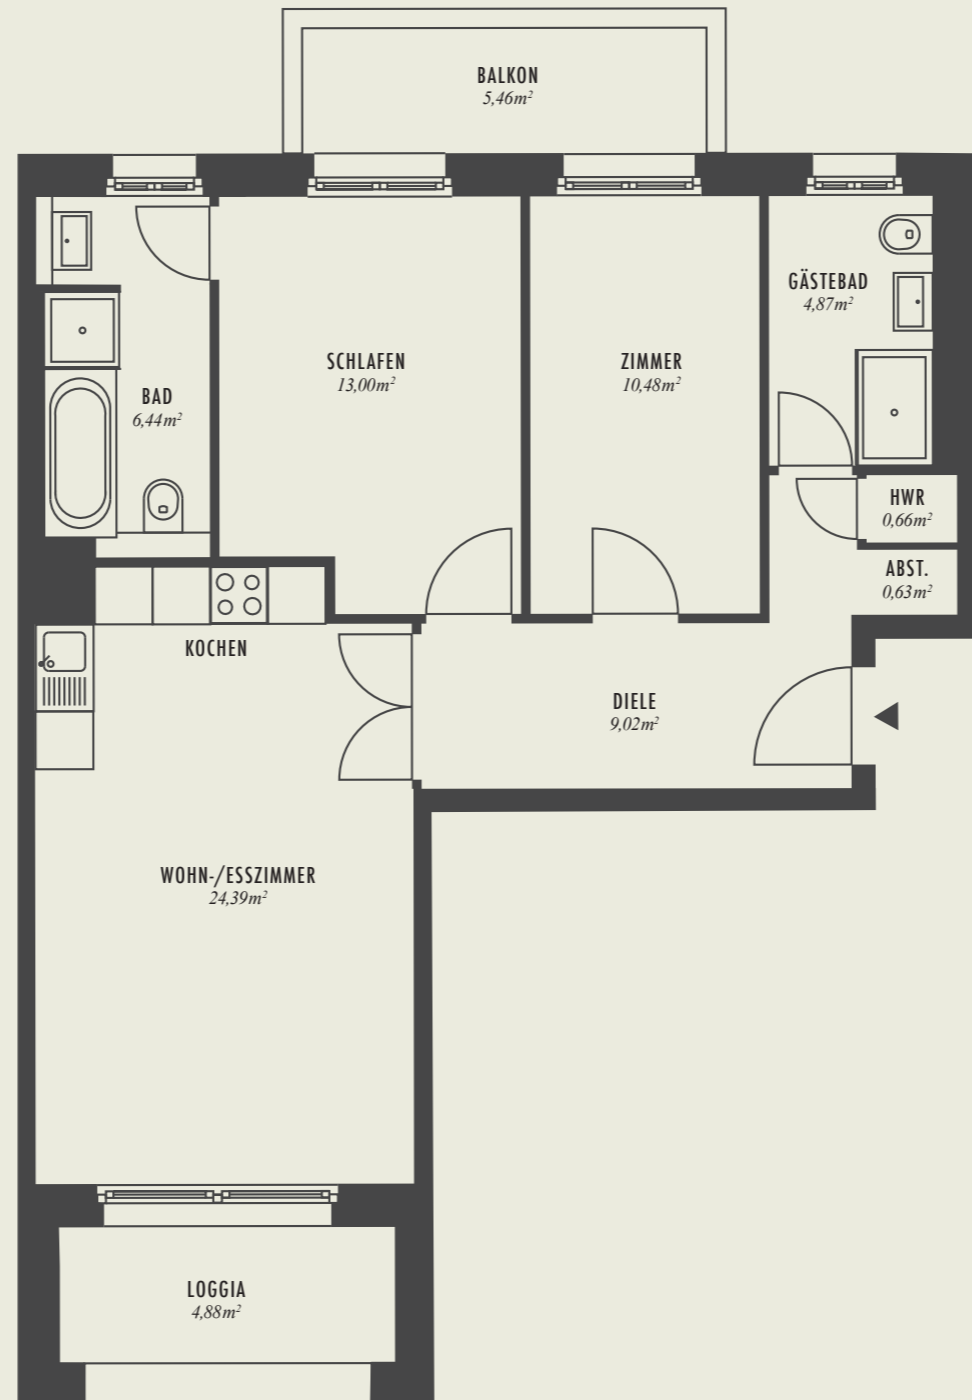 BALKON
5,46m²
GÄSTEBAD
4,87m²
SCHLAFEN
13,00m²
ZIMMER
10,48m²
BAD
6,44m²
HWR
0,66m²
ABST.
0,63m²
KOCHEN
DIELE
9,02m²
WOHN-/ESSZIMMER
24,39m²
LOGGIA
4,88m²